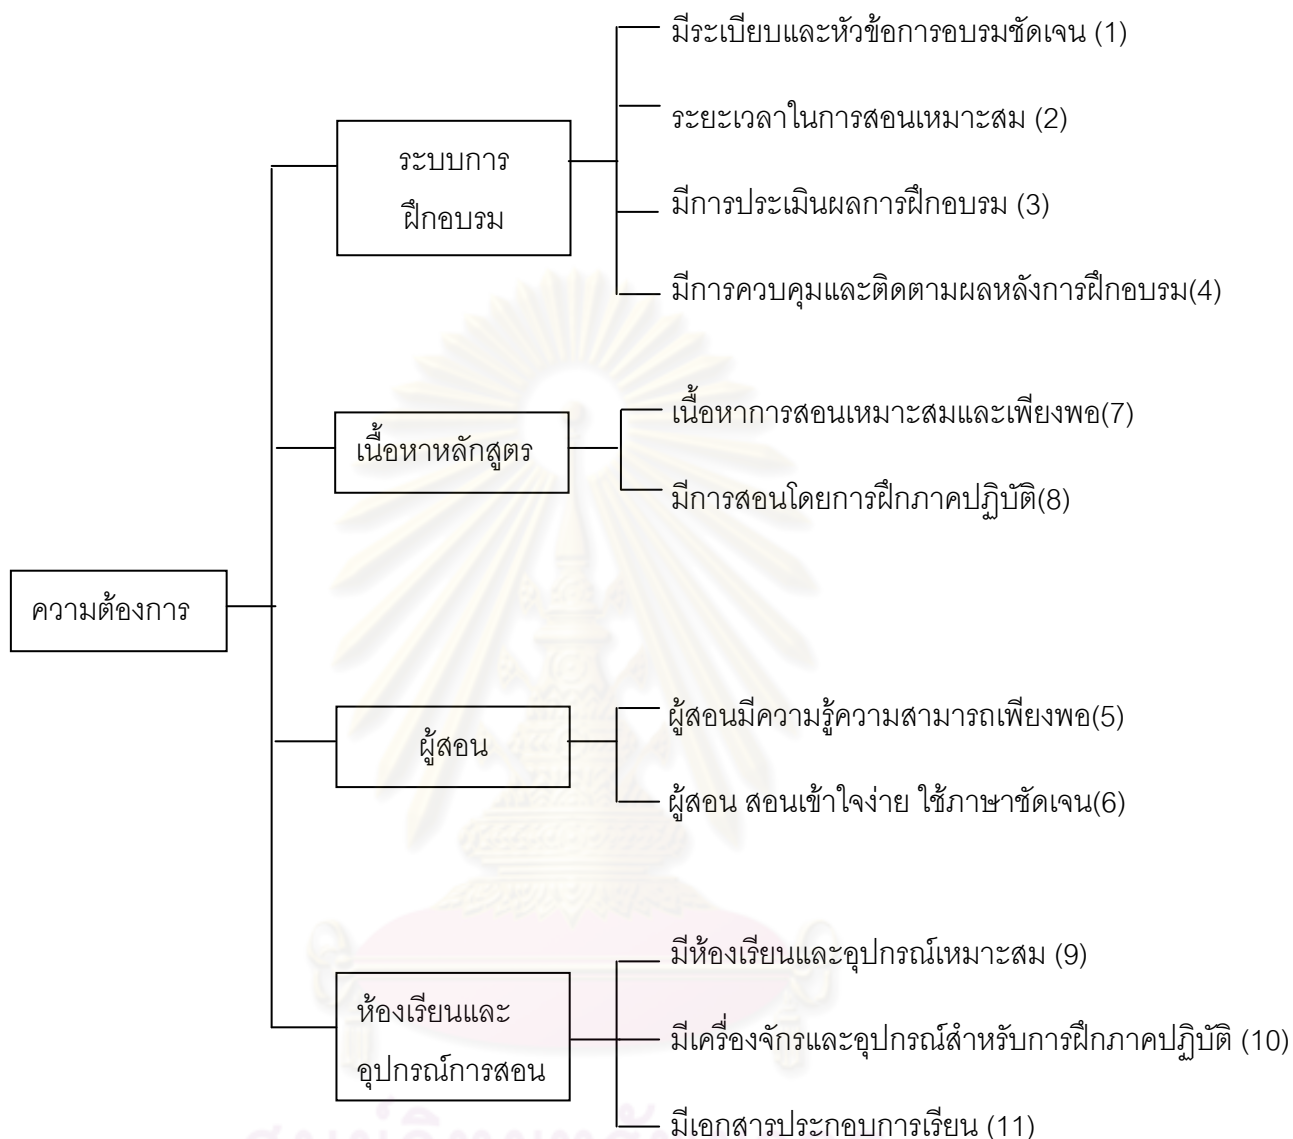 มีระเบียบและหัวข้อการอบรมชัดเจน (1)
ระยะเวลาในการสอนเหมาะสม (2)
ระบบการ
ฝึกอบรม
มีการประเมินผลการฝึกอบรม (3)
มีการควบคุมและติดตามผลหลังการฝึกอบรม(4)
เนื้อหาการสอนเหมาะสมและเพียงพอ(7)
เนื้อหาหลักสูตร
มีการสอนโดยการฝึกภาคปฏิบัติ(8)
ความต้องการ
ผู้สอนมีความรู้ความสามารถเพียงพอ(5)
ผู้สอน
ผู้สอน สอนเข้าใจง่าย ใช้ภาษาชัดเจน(6)
มีห้องเรียนและอุปกรณ์เหมาะสม (9)
ห้องเรียนและ
อุปกรณ์การสอน
มีเครื่องจักรและอุปกรณ์สำหรับการฝึกภาคปฏิบัติ (10)
มีเอกสารประกอบการเรียน (11)